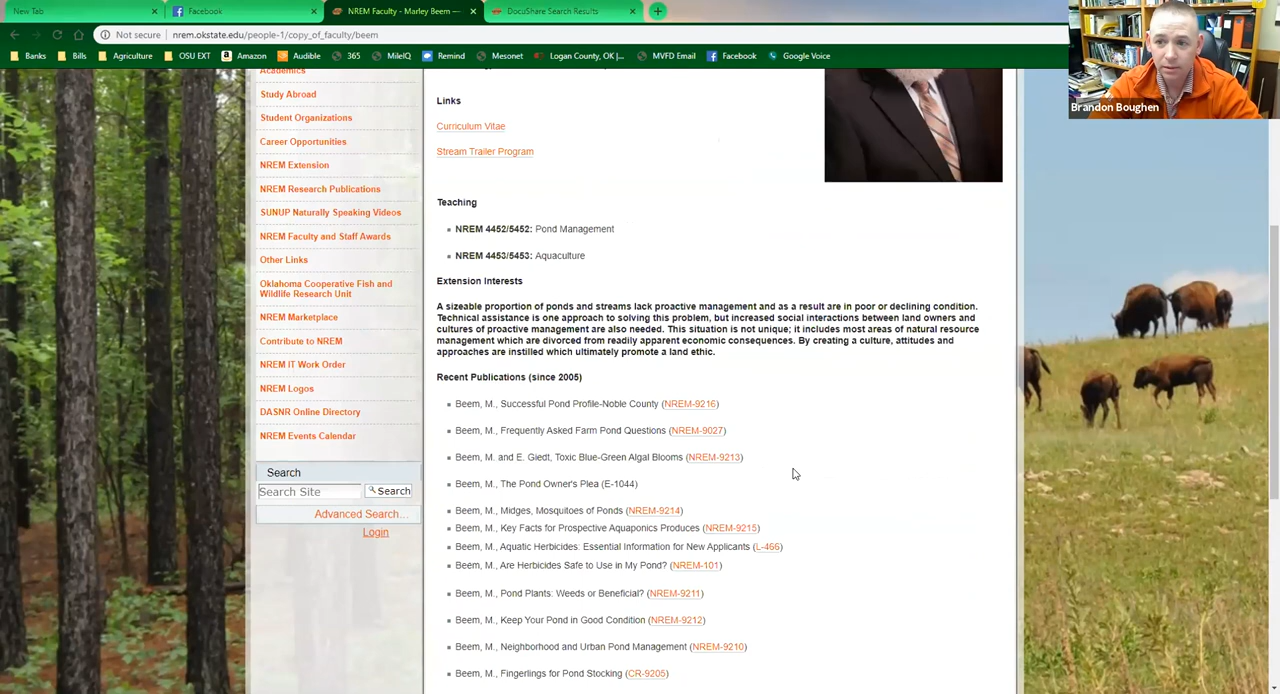 New Tab
Facebook
NREM Faculty - Marley Beem —
DocuShare Search Results
Not secure nrem.okstate.edu/people-1/copy_of_faculty/beem
Banks Bills Agriculture OSU EXT Amazon Audible 365 MileIQ Remind Mesonet Logan County, OK |... MVFD Email Facebook Google Voice
Brandon Boughen
Academics
Study Abroad
Student Organizations
Career Opportunities
NREM Extension
NREM Research Publications
SUNUP Naturally Speaking Videos
NREM Faculty and Staff Awards
Other Links
Oklahoma Cooperative Fish and
Wildlife Research Unit
NREM Marketplace
Contribute to NREM
NREM IT Work Order
NREM Logos
DASNR Online Directory
NREM Events Calendar
Search
Search Site Search
Advanced Search...
Login
Links
Curriculum Vitae
Stream Trailer Program
Teaching
NREM 4452/5452: Pond Management
NREM 4453/5453: Aquaculture
Extension Interests
A sizeable proportion of ponds and streams lack proactive management and as a result are in poor or declining condition.
Technical assistance is one approach to solving this problem, but increased social interactions between land owners and
cultures of proactive management are also needed. This situation is not unique; it includes most areas of natural resource
management which are divorced from readily apparent economic consequences. By creating a culture, attitudes and
approaches are instilled which ultimately promote a land ethic.
Recent Publications (since 2005)
Beem, M., Successful Pond Profile-Noble County (NREM-9216)
Beem, M., Frequently Asked Farm Pond Questions (NREM-9027)
Beem, M. and E. Giedt, Toxic Blue-Green Algal Blooms (NREM-9213)
Beem, M., The Pond Owner's Plea (E-1044)
Beem, M., Midges, Mosquitoes of Ponds (NREM-9214)
Beem, M., Key Facts for Prospective Aquaponics Produces (NREM-9215)
Beem, M., Aquatic Herbicides: Essential Information for New Applicants (L-466)
Beem, M., Are Herbicides Safe to Use in My Pond? (NREM-101)
Beem, M., Pond Plants: Weeds or Beneficial? (NREM-9211)
Beem, M., Keep Your Pond in Good Condition (NREM-9212)
Beem, M., Neighborhood and Urban Pond Management (NREM-9210)
Beem, M., Fingerlings for Pond Stocking (CR-9205)